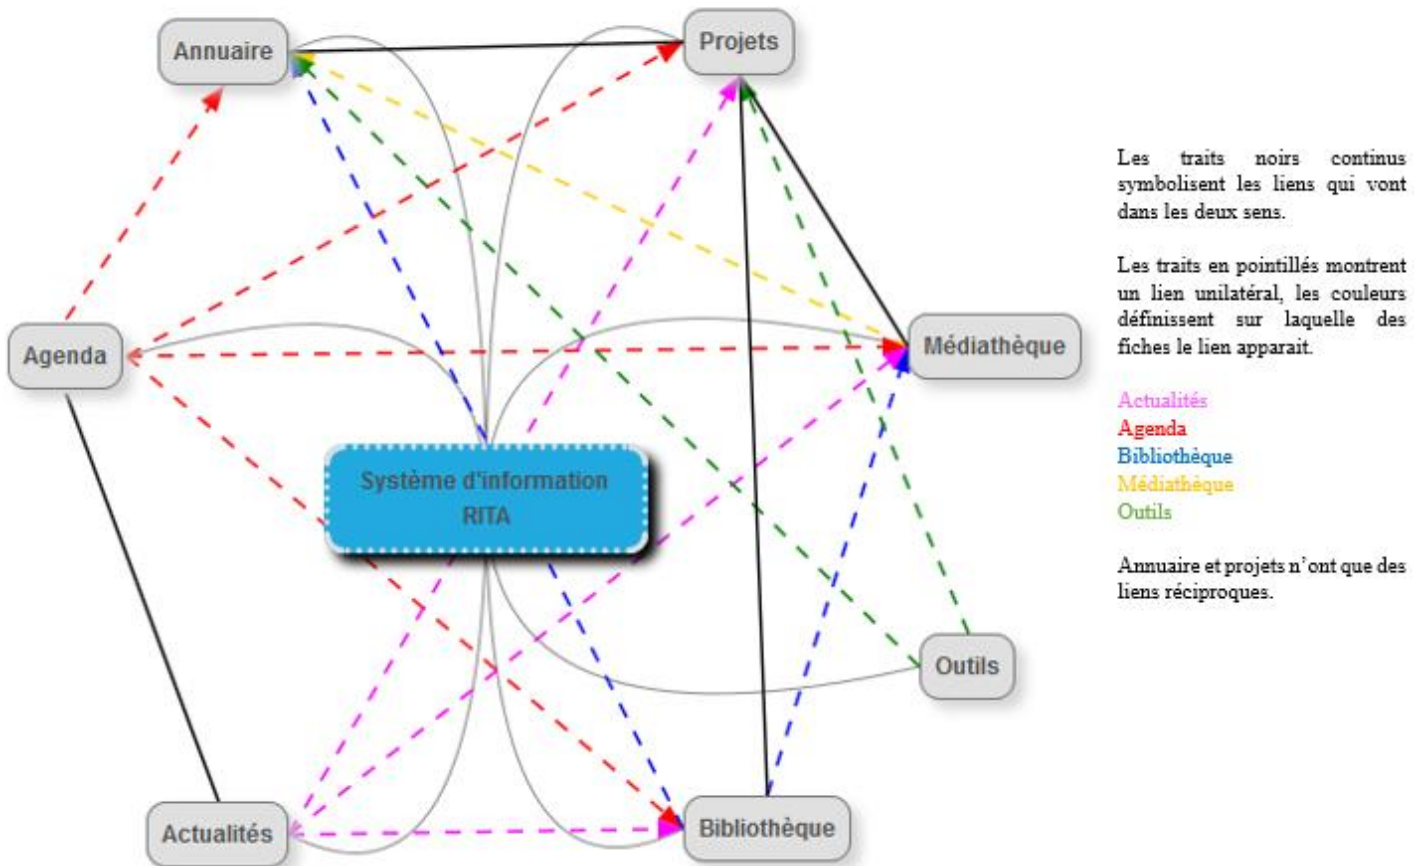 Annuaire
Projets
Agenda
Médiathèque
Système d'information
RITA
Outils
Actualités
Bibliothèque
Les traits noirs continus
symbolisent les liens qui vont
dans les deux sens.
Les traits en pointillés montrent
un lien unilatéral, les couleurs
définissent sur laquelle des
fiches le lien apparait.
Actualités
Agenda
Bibliothèque
Médiathèque
Outils
Annuaire et projets n'ont que des
liens réciproques.